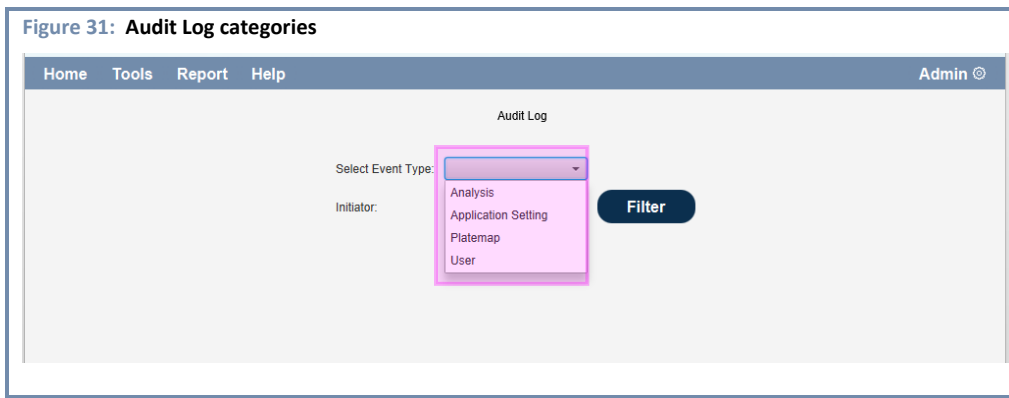 Figure 31: Audit Log categories
Home Tools Report Help Admin
Audit Log
Select Event Type:
Analysis
Initiator: Filter
Application Setting
Platemap
User